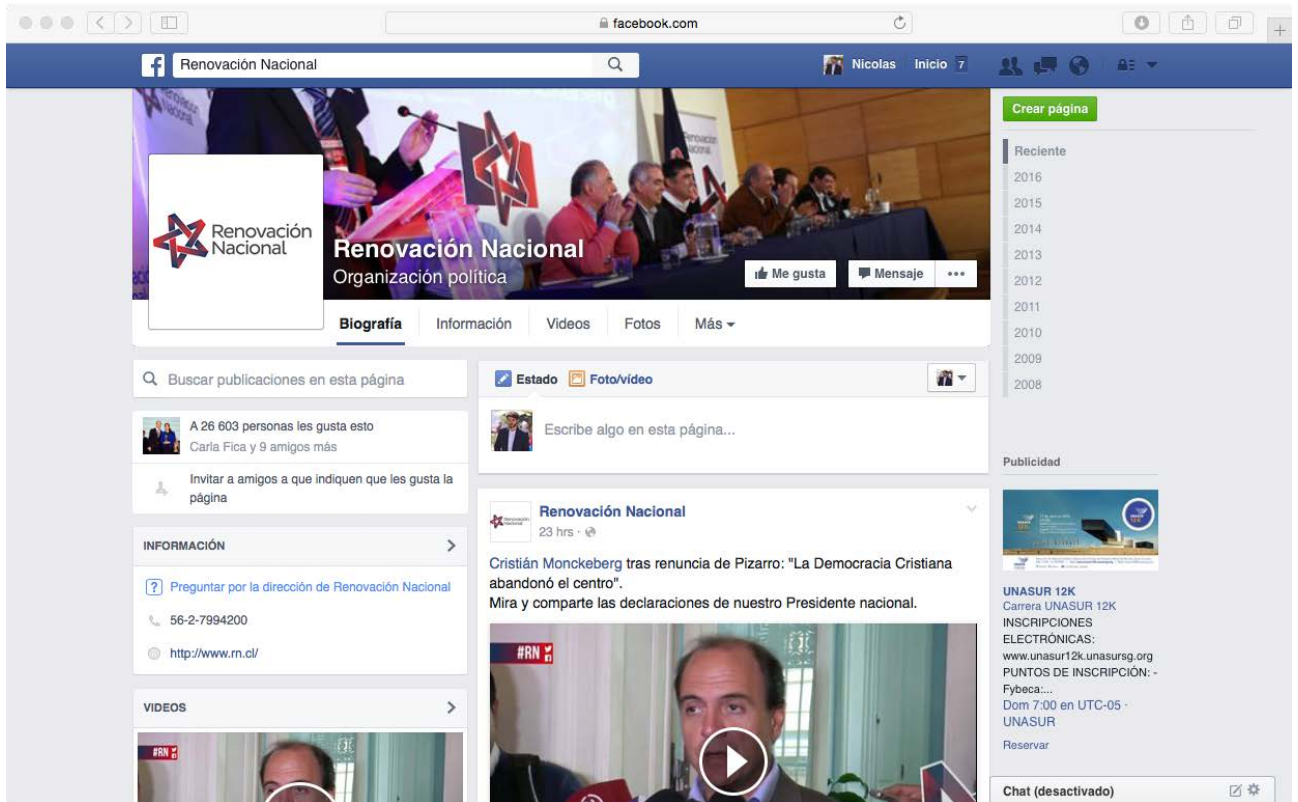 facebook.com
Renovación Nacional
Nicolas Inicio 7
Renovación
Nacional
Renovación
Nacional
Renovación
Nacional
Renovación Nacional
Organización política
Me gusta Mensaje •••
Biografía Información Videos Fotos Más
Crear página
Reciente
2016
2015
2014
2013
2012
2011
2010
2009
2008
Buscar publicaciones en esta página
A 26 603 personas les gusta esto
Carla Fica y 9 amigos más
Invitar a amigos a que indiquen que les gusta la
página
INFORMACIÓN
Preguntar por la dirección de Renovación Nacional
56-2-7994200
http://www.rn.cl/
VIDEOS
#RN
Estado Foto/vídeo
Escribe algo en esta página...
Renovación Nacional
23 hrs ·
Cristián Monckeberg tras renuncia de Pizarro: "La Democracia Cristiana
abandonó el centro".
Mira y comparte las declaraciones de nuestro Presidente nacional.
#RN
Publicidad
UNASUR 12K
Carrera UNASUR 12K
INSCRIPCIONES
ELECTRÓNICAS:
www.unasur12k.unasursg.org
PUNTOS DE INSCRIPCIÓN: -
Fybeca:...
Dom 7:00 en UTC-05 ·
UNASUR
Reservar
Chat (desactivado)